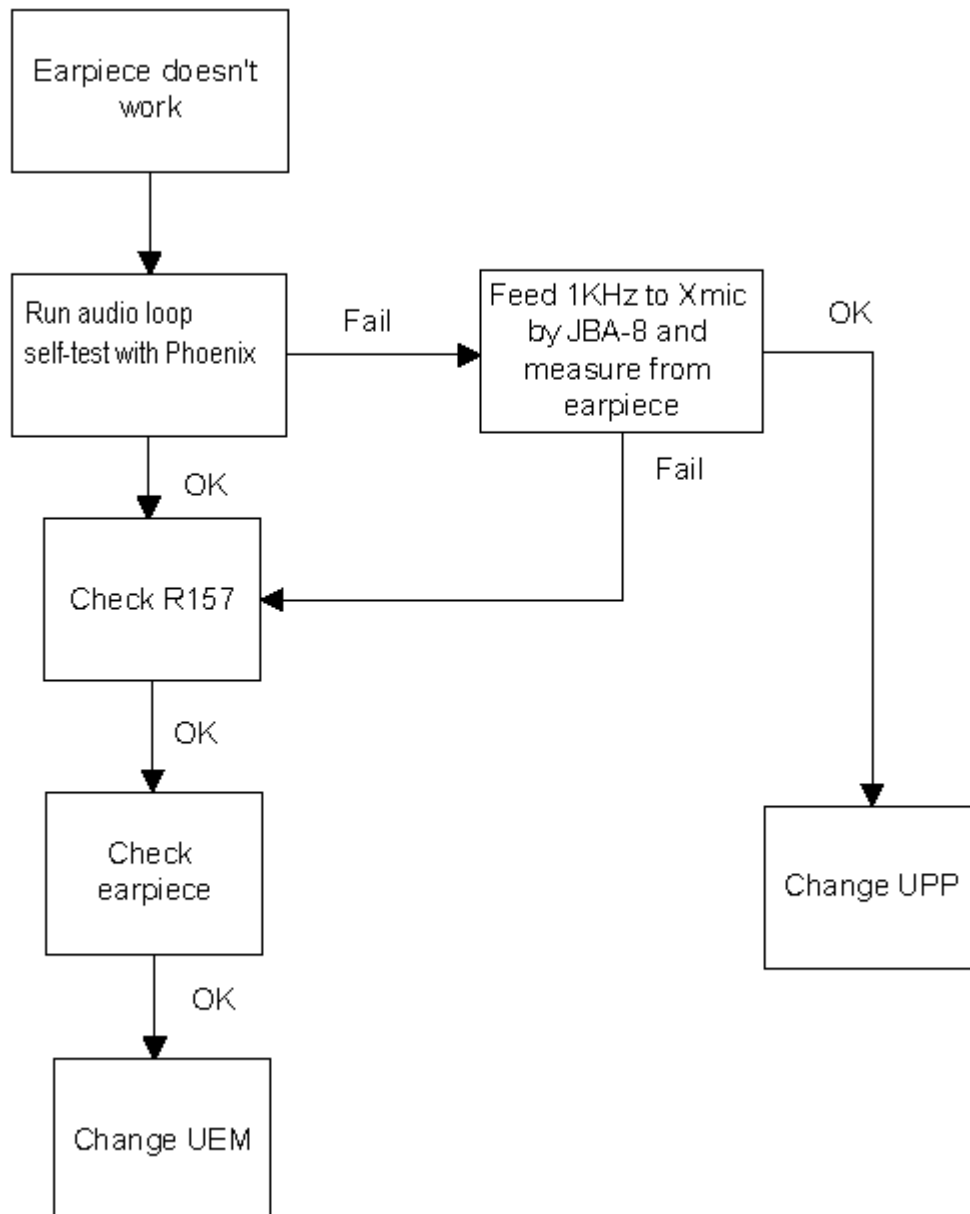 Earpiece doesn't
work
Run audio loop
self-test with Phoenix
Fail
Feed 1KHz to Xmic
by JBA-8 and
measure from
earpiece
OK
OK
Fail
Check R157
OK
Check
earpiece
Change UPP
OK
Change UEM